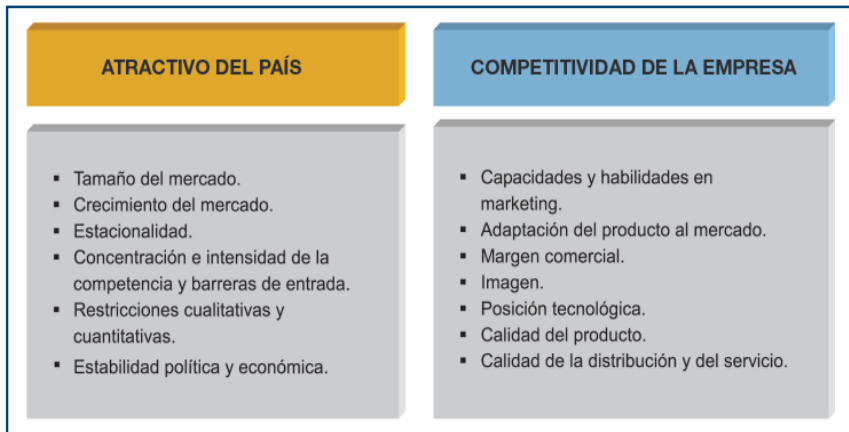 ATRACTIVO DEL PAÍS
▪ Tamaño del mercado.
▪ Crecimiento del mercado.
▪ Estacionalidad.
▪ Concentración e intensidad de la
competencia y barreras de entrada.
▪ Restricciones cualitativas y
cuantitativas.
▪ Estabilidad política y económica.
COMPETITIVIDAD DE LA EMPRESA
▪ Capacidades y habilidades en
marketing.
▪ Adaptación del producto al mercado.
▪ Margen comercial.
▪ Imagen.
▪ Posición tecnológica.
▪ Calidad del producto.
▪ Calidad de la distribución y del servicio.